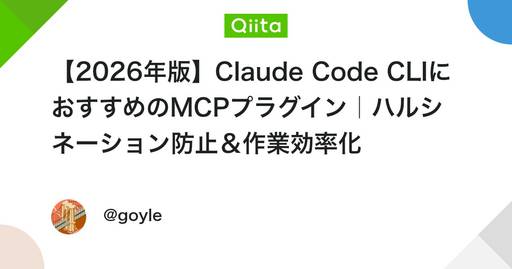 Qiita
【2026年版】Claude Code CLIに
おすすめのMCPプラグイン｜ハルシ
ネーション防止＆作業効率化
@goyle